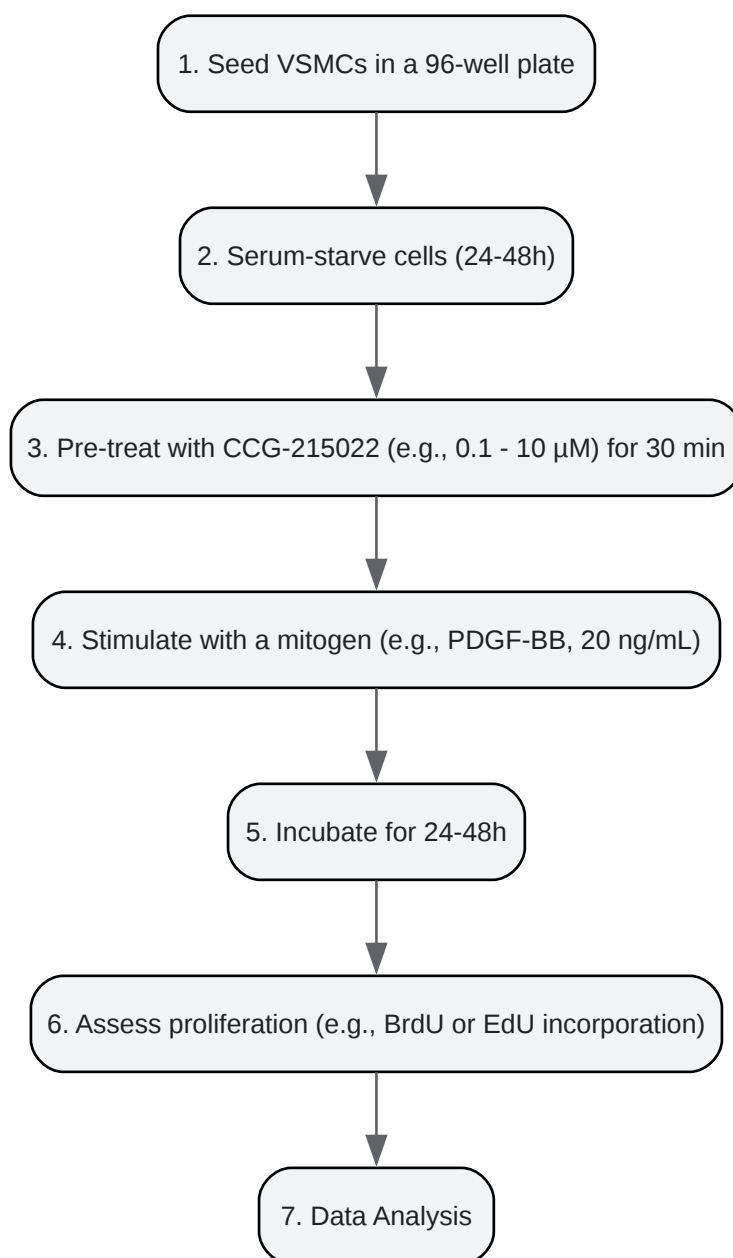 1. Seed VSMCs in a 96-well plate
2. Serum-starve cells (24-48h)
3. Pre-treat with CCG-215022 (e.g., 0.1 - 10 µM) for 30 min
4. Stimulate with a mitogen (e.g., PDGF-BB, 20 ng/mL)
5. Incubate for 24-48h
6. Assess proliferation (e.g., BrdU or EdU incorporation)
7. Data Analysis